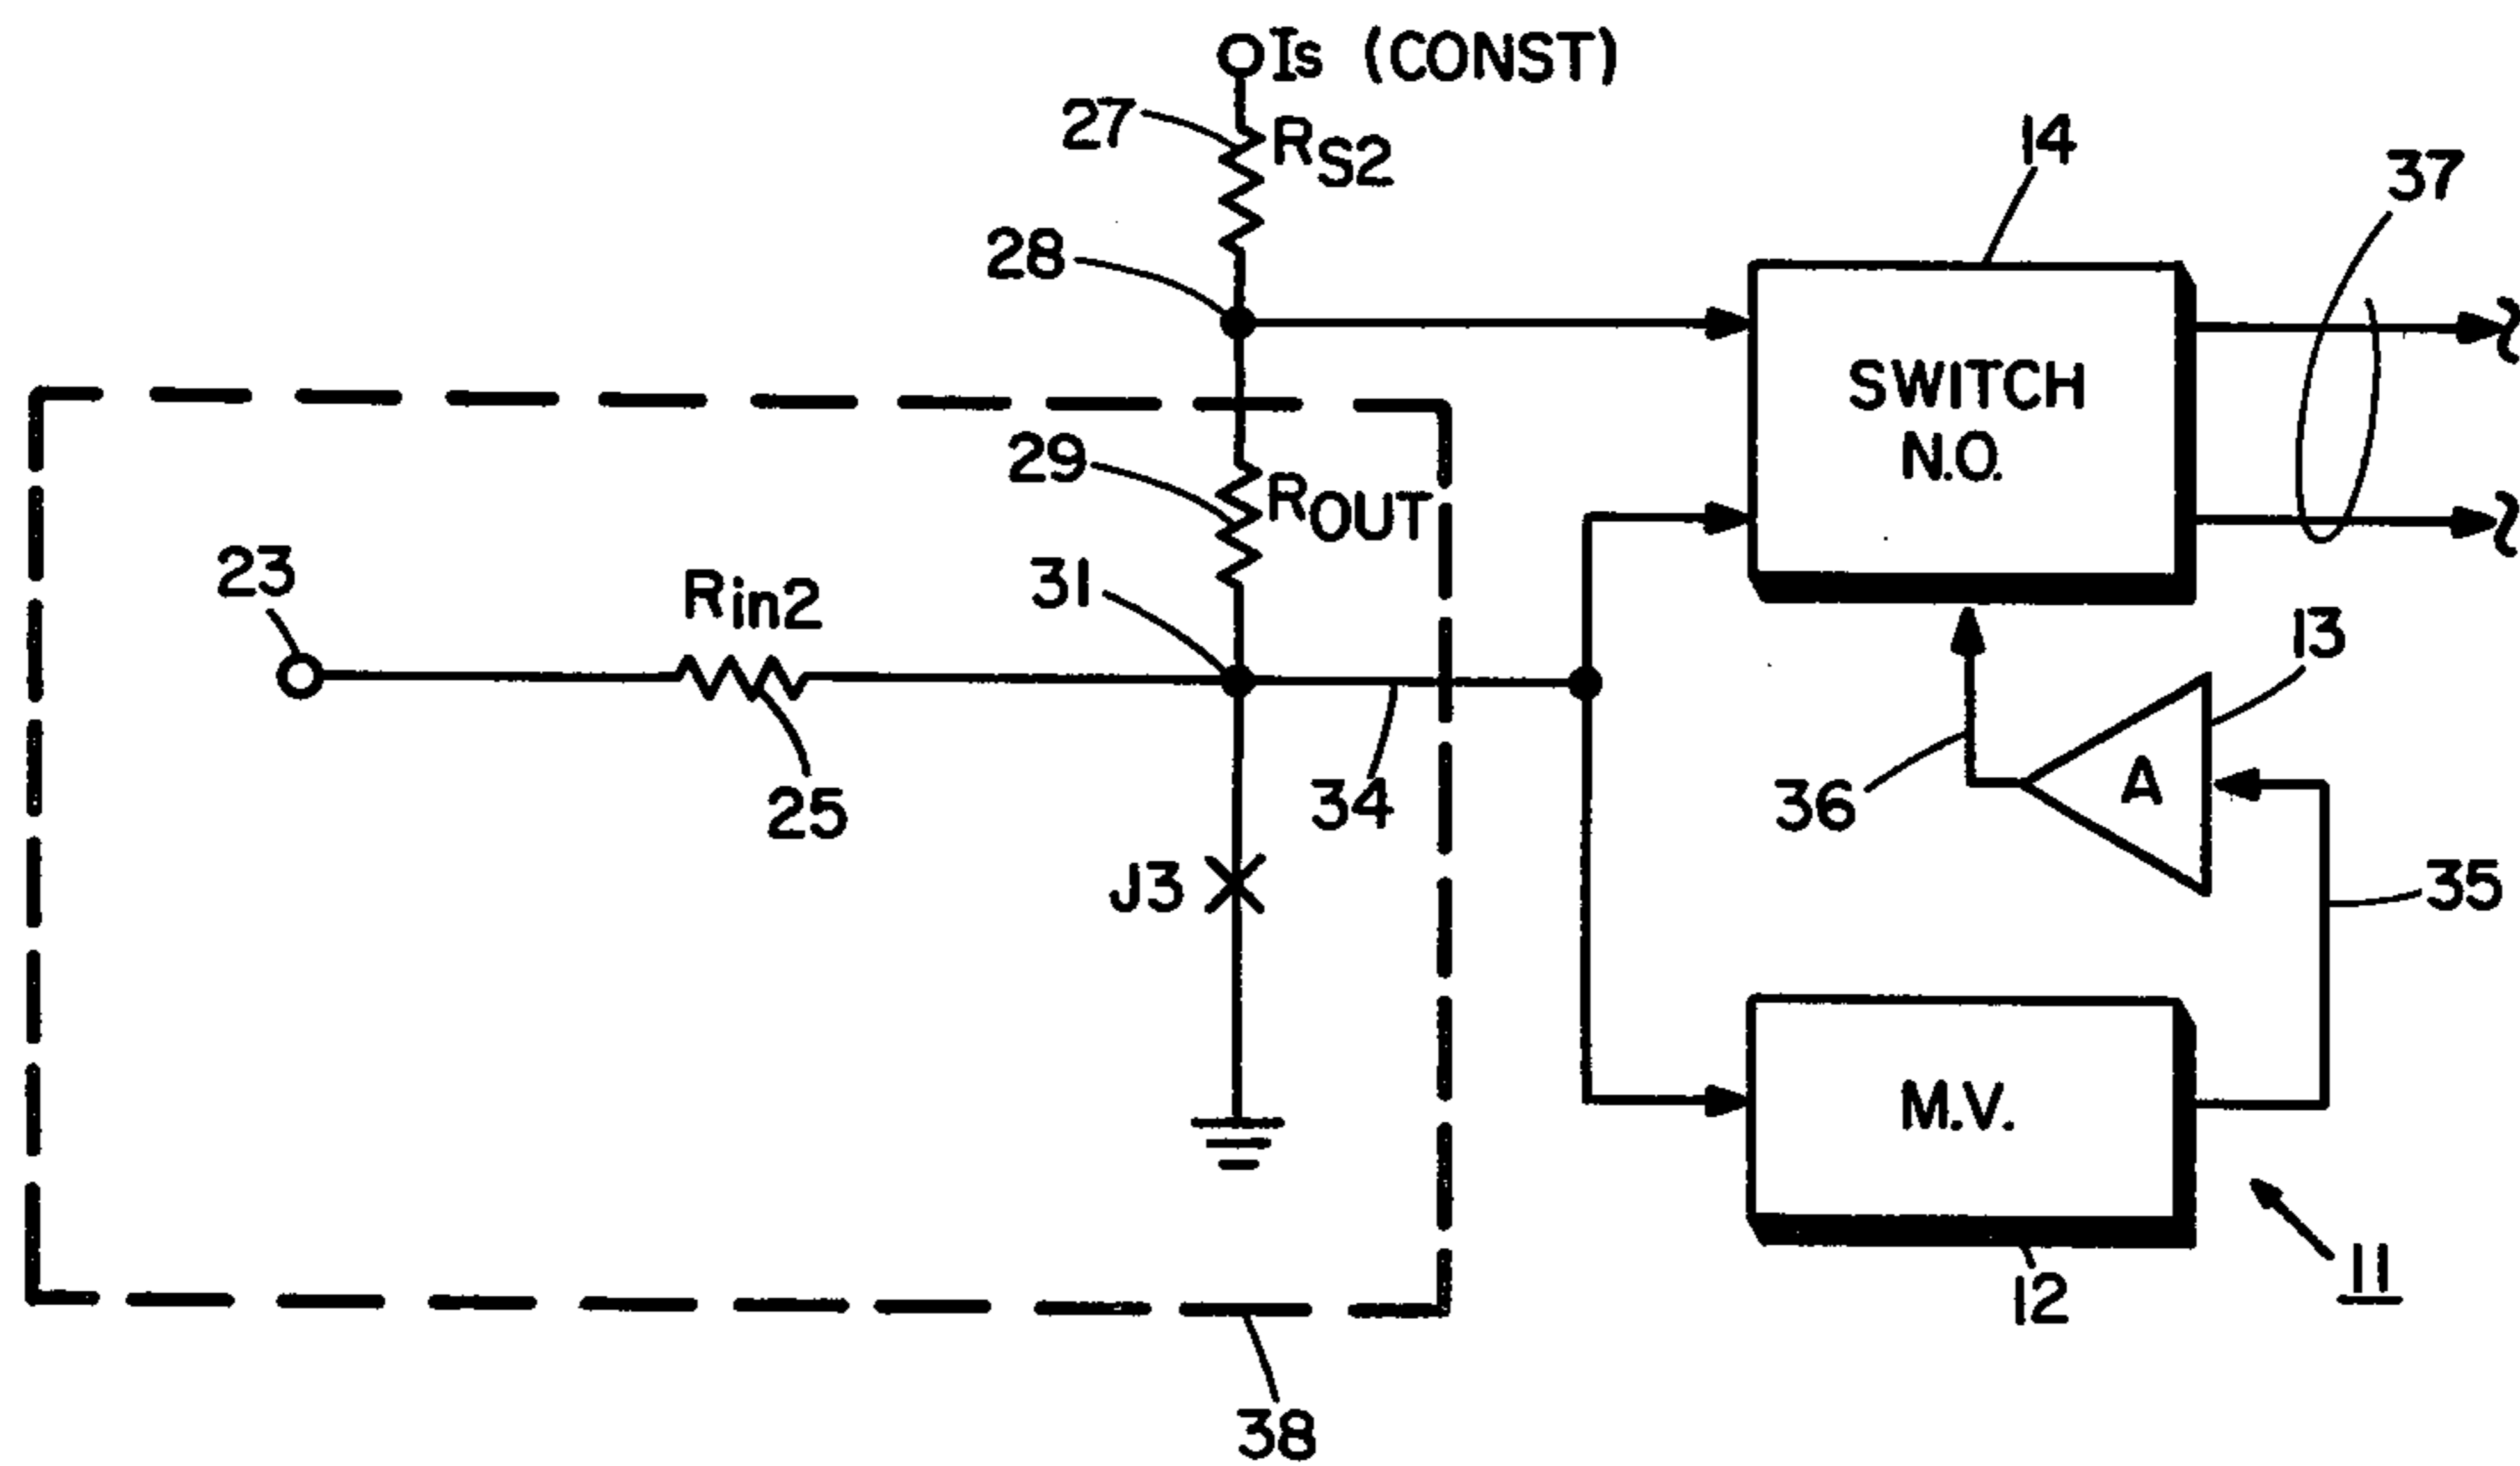 Is (CONST)
27
RS2
14
37
28
SWITCH
N.O.
29
ROUT
23
Rin2
31
13
A
25
34
36
J3
35
M.V.
11
12
38